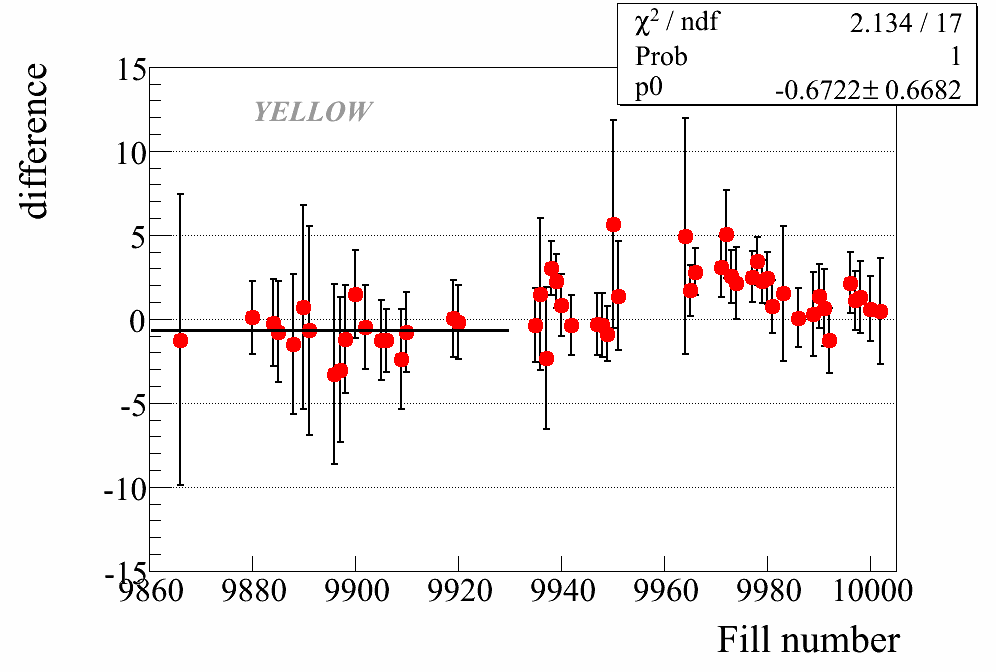 χ² / ndf 2.134 / 17
Prob 1
p0 -0.6722± 0.6682
YELLOW
difference
15
10
5
0
-5
-10
-15
9860 9880 9900 9920 9940 9960 9980 10000
Fill number